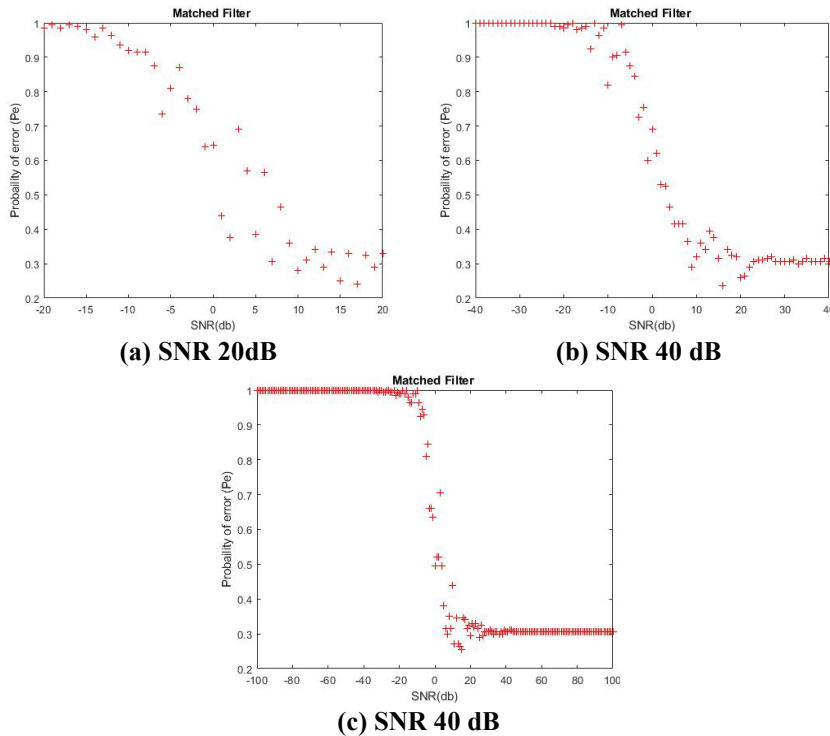 Matched Filter
Probaility of error (Pe)
1
0.9
0.8
0.7
0.6
0.5
0.4
0.3
0.2
-20 -15 -10 -5 0 5 10 15 20
SNR(db)
(a) SNR 20dB
Matched Filter
Probaility of error (Pe)
1
0.9
0.8
0.7
0.6
0.5
0.4
0.3
0.2
-40 -30 -20 -10 0 10 20 30 40
SNR(db)
(b) SNR 40 dB
Matched Filter
Probaility of error (Pe)
1
0.9
0.8
0.7
0.6
0.5
0.4
0.3
0.2
-100 -80 -60 -40 -20 0 20 40 60 80 100
SNR(db)
(c) SNR 40 dB